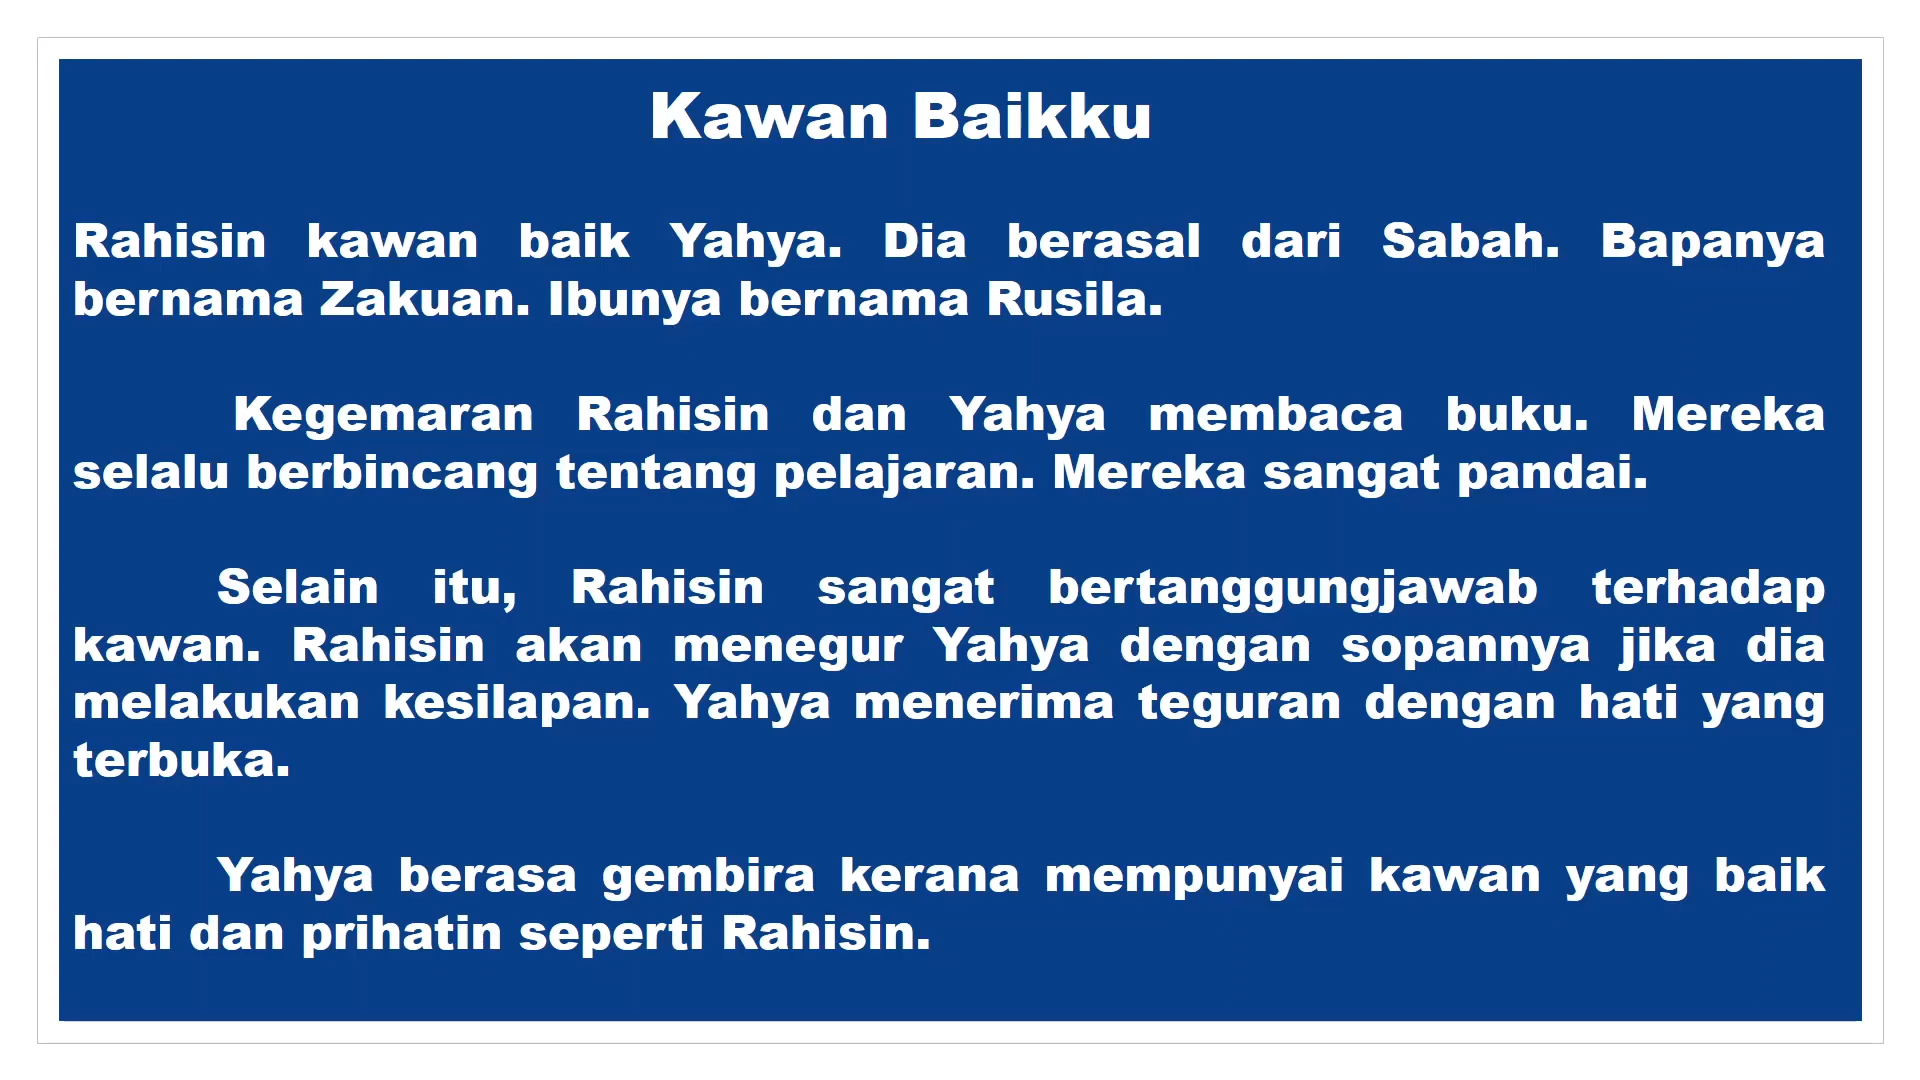 Kawan Baikku
Rahisin kawan baik Yahya. Dia berasal dari Sabah. Bapanya
bernama Zakuan. Ibunya bernama Rusila.
Kegemaran Rahisin dan Yahya membaca buku. Mereka
selalu berbincang tentang pelajaran. Mereka sangat pandai.
Selain itu, Rahisin sangat bertanggungjawab terhadap
kawan. Rahisin akan menegur Yahya dengan sopannya jika dia
melakukan kesilapan. Yahya menerima teguran dengan hati yang
terbuka.
Yahya berasa gembira kerana mempunyai kawan yang baik
hati dan prihatin seperti Rahisin.